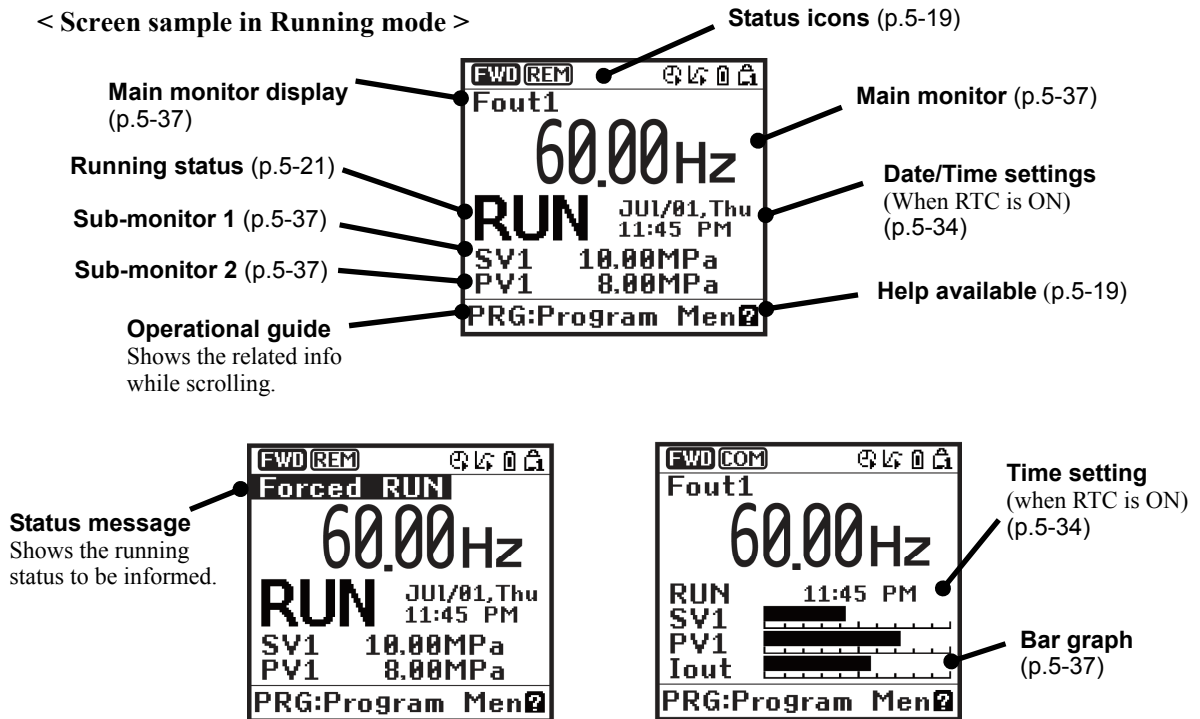 < Screen sample in Running mode >
Status icons (p.5-19)
Main monitor display
(p.5-37)
Running status (p.5-21)
Sub-monitor 1 (p.5-37)
Sub-monitor 2 (p.5-37)
Operational guide
Shows the related info
while scrolling.
FWD REM
Fout1
60.00Hz
RUN
JUl/01,Thu
11:45 PM
SV1 10.00MPa
PV1 8.00MPa
PRG:Program Men?
Main monitor (p.5-37)
Date/Time settings
(When RTC is ON)
(p.5-34)
Help available (p.5-19)
Status message
Shows the running
status to be informed.
FWD REM
Forced RUN
60.00Hz
RUN
JUl/01,Thu
11:45 PM
SV1 10.00MPa
PV1 8.00MPa
PRG:Program Men?
FWD COM
Fout1
60.00Hz
RUN 11:45 PM
SV1
PV1
Iout
PRG:Program Men?
Time setting
(when RTC is ON)
(p.5-34)
Bar graph
(p.5-37)